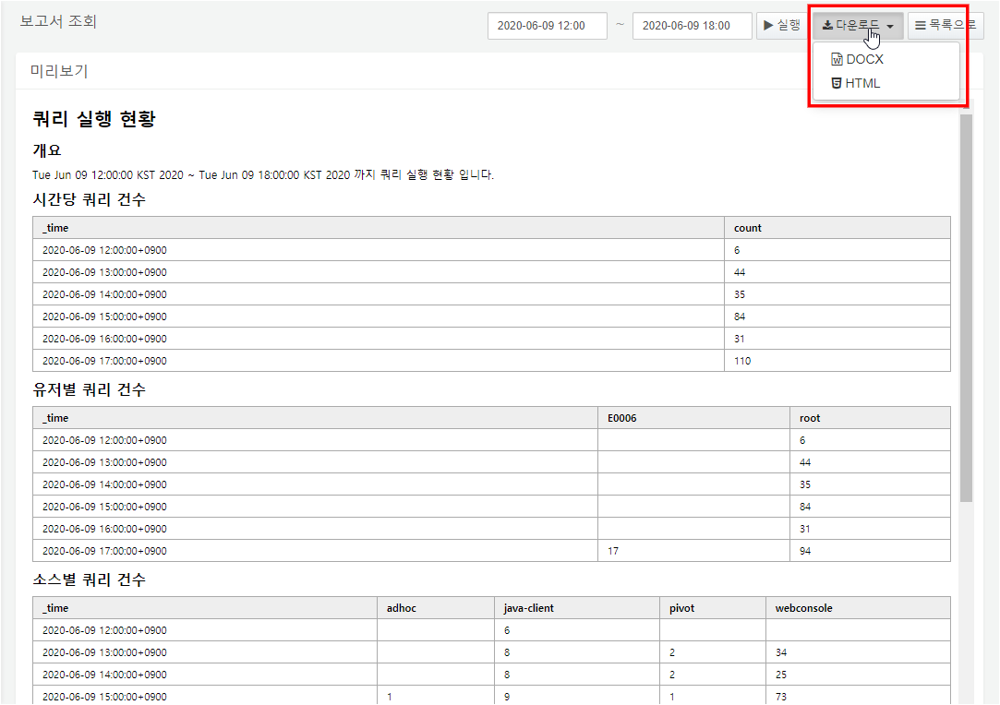 보고서 조회
2020-06-09 12:00 ~ 2020-06-09 18:00 실행 다운로드 목록으로
DOCX
HTML
미리보기
쿼리 실행 현황
개요
Tue Jun 09 12:00:00 KST 2020 ~ Tue Jun 09 18:00:00 KST 2020 까지 쿼리 실행 현황 입니다.
시간당 쿼리 건수
_time count
2020-06-09 12:00:00+0900 6
2020-06-09 13:00:00+0900 44
2020-06-09 14:00:00+0900 35
2020-06-09 15:00:00+0900 84
2020-06-09 16:00:00+0900 31
2020-06-09 17:00:00+0900 110
유저별 쿼리 건수
_time E0006 root
2020-06-09 12:00:00+0900 6
2020-06-09 13:00:00+0900 44
2020-06-09 14:00:00+0900 35
2020-06-09 15:00:00+0900 84
2020-06-09 16:00:00+0900 31
2020-06-09 17:00:00+0900 17 94
소스별 쿼리 건수
_time adhoc java-client pivot webconsole
2020-06-09 12:00:00+0900 6
2020-06-09 13:00:00+0900 8 2 34
2020-06-09 14:00:00+0900 8 2 25
2020-06-09 15:00:00+0900 1 9 1 73